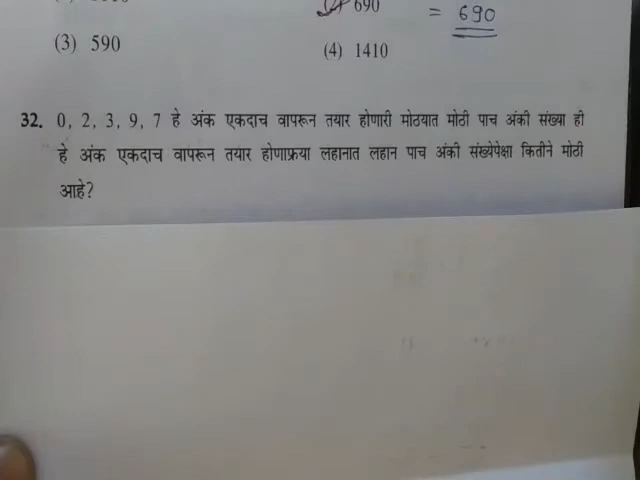 (4) 690
= 690
(3) 590
(4) 1410
32. 0, 2, 3, 9, 7 हे अंक एकदाच वापरून तयार होणारी मोठयात मोठी पाच अंकी संख्या ही
हे अंक एकदाच वापरून तयार होणाऱ्या लहानात लहान पाच अंकी संख्येपेक्षा कितीने मोठी
आहे?